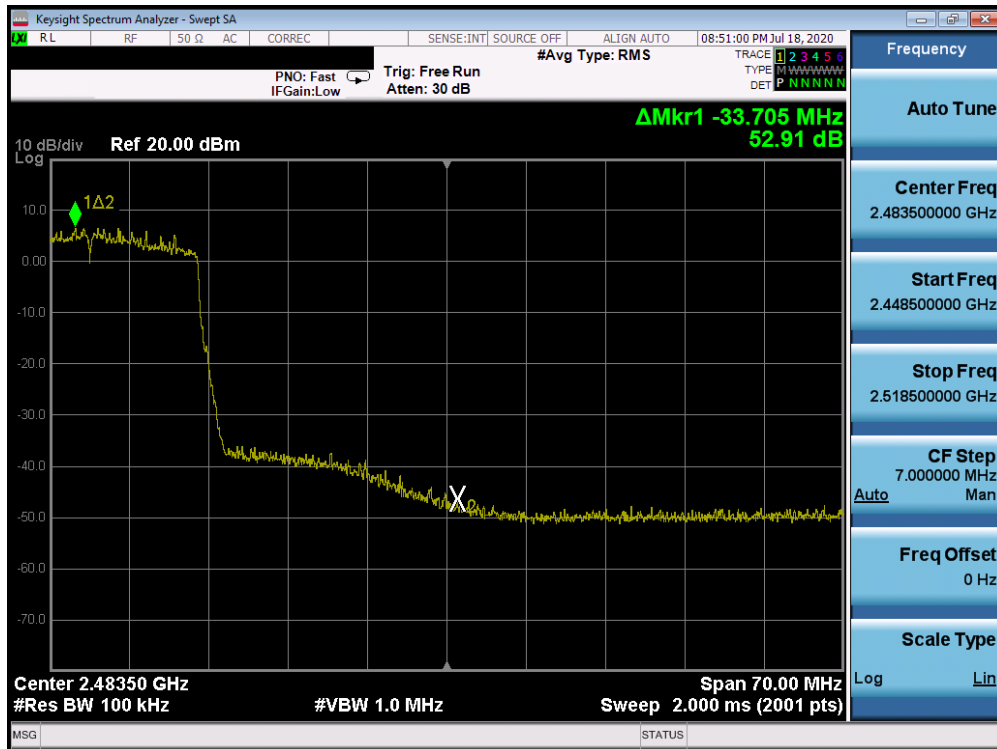 Keysight Spectrum Analyzer - Swept SA
LXI RL RF 50 Ω AC CORREC SENSE:INT SOURCE OFF ALIGN AUTO 08:51:00 PM Jul 18, 2020
#Avg Type: RMS
TRACE 1 2 3 4 5 6
PNO: Fast Trig: Free Run
TYPE M W W W W W
IFGain:Low Atten: 30 dB
DET P N N N N N
ΔMkr1 -33.705 MHz
52.91 dB
10 dB/div Ref 20.00 dBm
Log
1Δ2
10.0
0.00
-10.0
-20.0
-30.0
-40.0
X2
-50.0
-60.0
-70.0
Center 2.48350 GHz Span 70.00 MHz
#Res BW 100 kHz #VBW 1.0 MHz Sweep 2.000 ms (2001 pts)
MSG STATUS
Frequency
Auto Tune
Center Freq
2.483500000 GHz
Start Freq
2.448500000 GHz
Stop Freq
2.518500000 GHz
CF Step
7.000000 MHz
Auto Man
Freq Offset
0 Hz
Scale Type
Log Lin